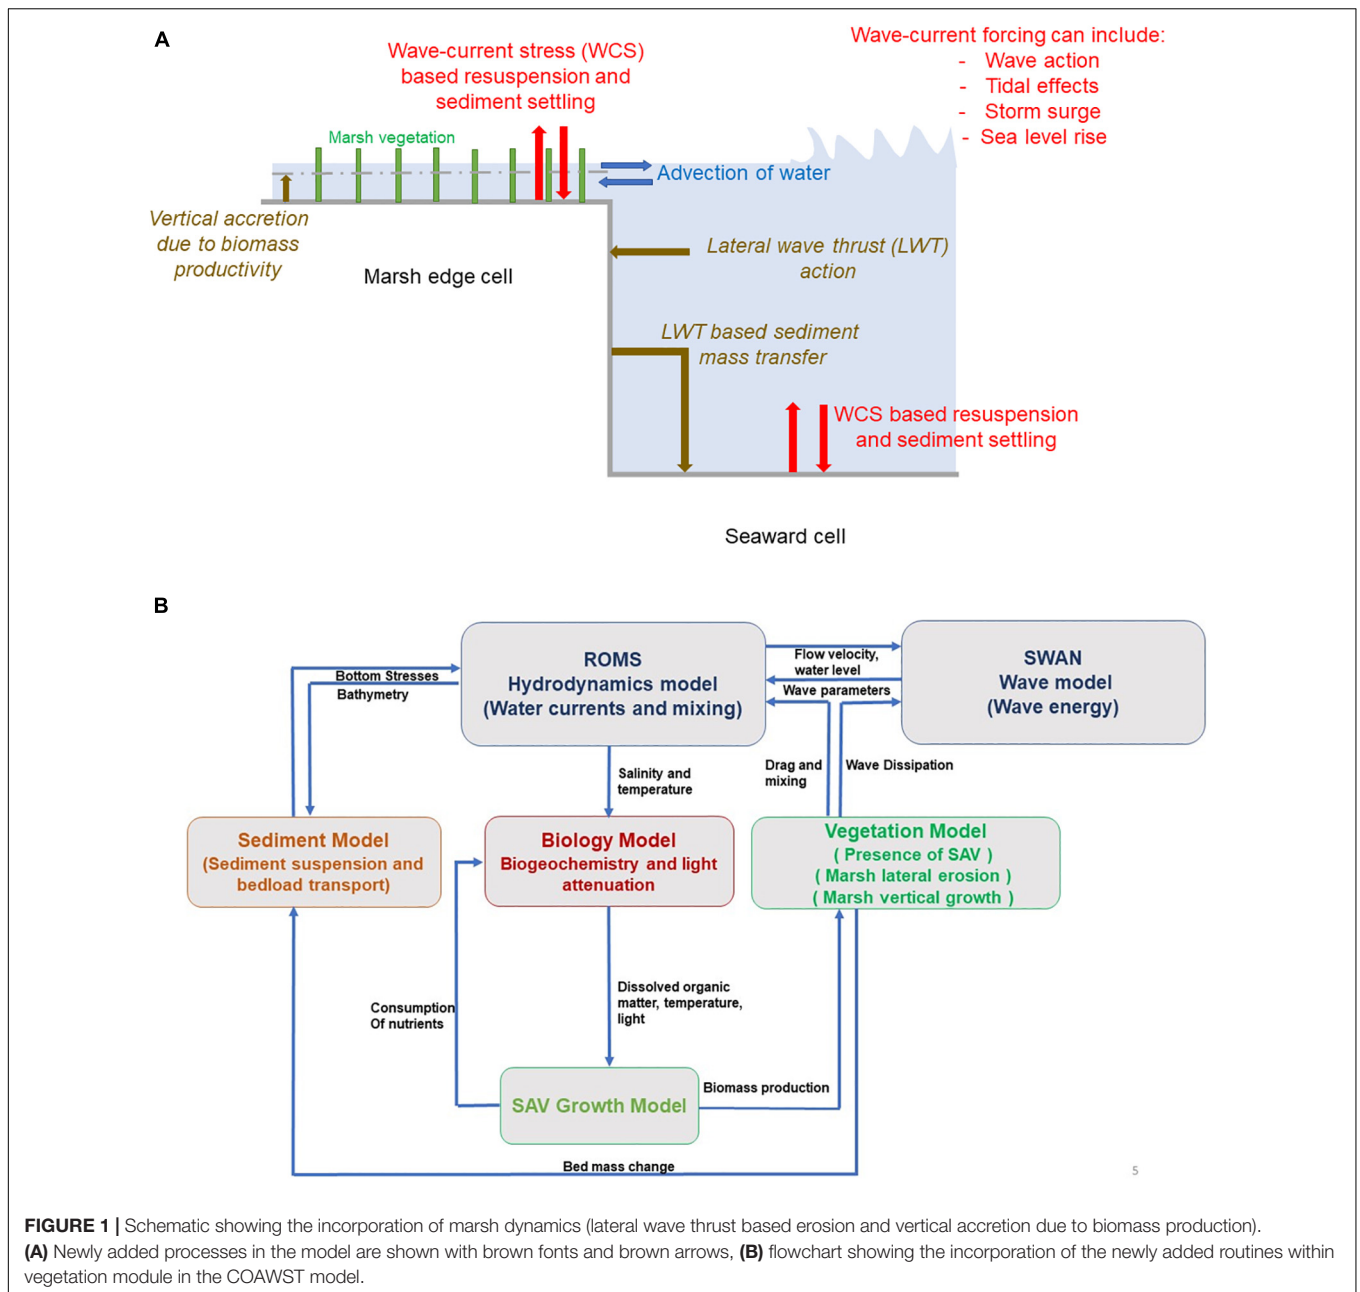 A
Wave-current stress (WCS)
based resuspension and
sediment settling
Wave-current forcing can include:
- Wave action
- Tidal effects
- Storm surge
- Sea level rise
Marsh vegetation
Advection of water
Vertical accretion
due to biomass
productivity
Marsh edge cell
Lateral wave thrust (LWT)
action
LWT based sediment
mass transfer
WCS based resuspension
and sediment settling
Seaward cell
B
ROMS
Hydrodynamics model
(Water currents and mixing)
SWAN
Wave model
(Wave energy)
Flow velocity,
water level
Wave parameters
Bottom Stresses
Bathymetry
Salinity and
temperature
Drag and
mixing
Wave Dissipation
Sediment Model
(Sediment suspension and
bedload transport)
Biology Model
Biogeochemistry and light
attenuation
Vegetation Model
( Presence of SAV )
( Marsh lateral erosion )
( Marsh vertical growth )
Consumption
Of nutrients
Dissolved organic
matter, temperature,
light
SAV Growth Model
Biomass production
Bed mass change
5
FIGURE 1 | Schematic showing the incorporation of marsh dynamics (lateral wave thrust based erosion and vertical accretion due to biomass production).
(A) Newly added processes in the model are shown with brown fonts and brown arrows, (B) flowchart showing the incorporation of the newly added routines within
vegetation module in the COAWST model.